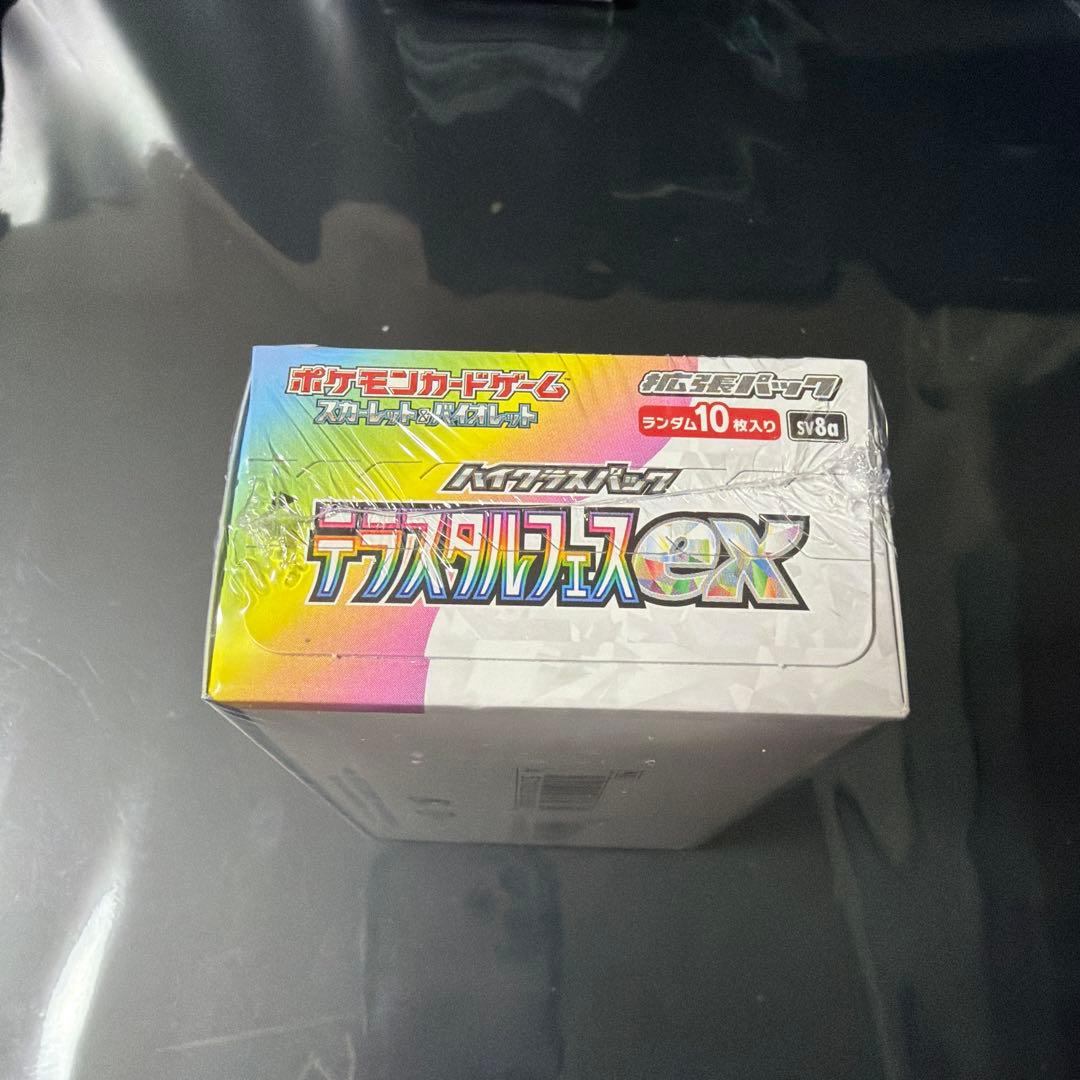 ポケモンカードゲーム™
スカーレット&バイオレット
拡張パック
ランダム10枚入り
sv8a
ハイクラスパック
テラスタル・フェスex